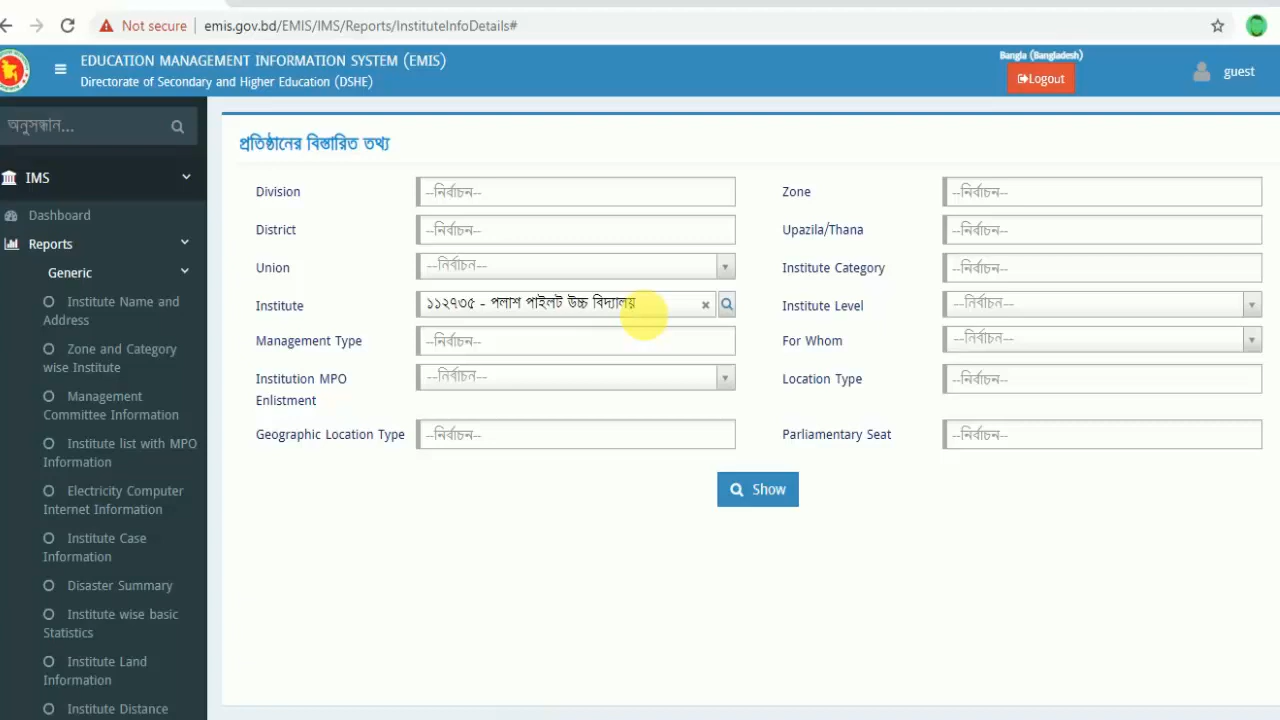 Not secure | emis.gov.bd/EMIS/IMS/Reports/InstituteInfoDetails#
EDUCATION MANAGEMENT INFORMATION SYSTEM (EMIS)
Directorate of Secondary and Higher Education (DSHE)
Bangla (Bangladesh)
Logout
guest
অনুসন্ধান...
IMS
Dashboard
Reports
Generic
Institute Name and
Address
Zone and Category
wise Institute
Management
Committee Information
Institute list with MPO
Information
Electricity Computer
Internet Information
Institute Case
Information
Disaster Summary
Institute wise basic
Statistics
Institute Land
Information
Institute Distance
প্রতিষ্ঠানের বিস্তারিত তথ্য
Division --নির্বাচন-- Zone --নির্বাচন--
District --নির্বাচন-- Upazila/Thana --নির্বাচন--
Union --নির্বাচন-- Institute Category --নির্বাচন--
Institute ১১২৭৩৫ - পলাশ পাইলট উচ্চ বিদ্যালয় × Institute Level --নির্বাচন--
Management Type --নির্বাচন-- For Whom --নির্বাচন--
Institution MPO --নির্বাচন-- Location Type --নির্বাচন--
Enlistment
Geographic Location Type --নির্বাচন-- Parliamentary Seat --নির্বাচন--
Show